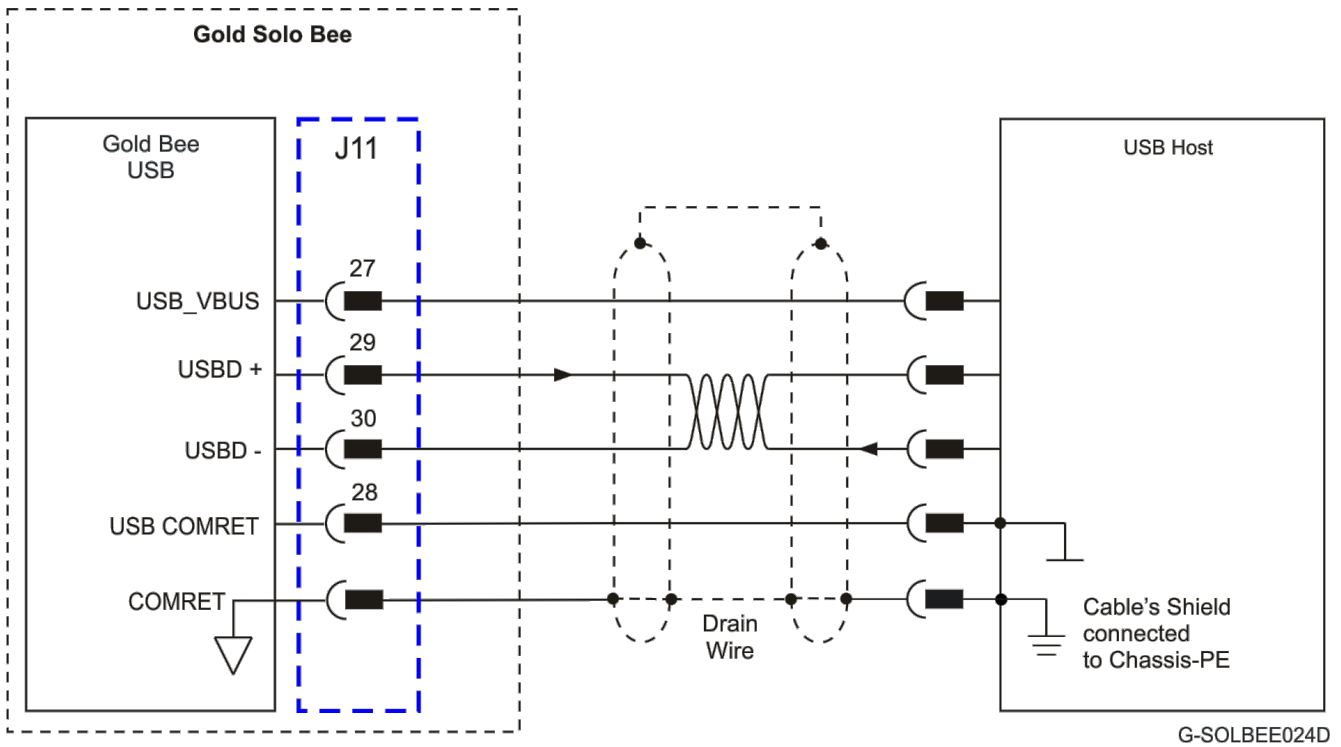 Gold Solo Bee
Gold Bee
USB
J11
USB Host
27
USB_VBUS
29
USBD +
30
USBD -
28
USB COMRET
COMRET
Drain
Wire
Cable's Shield
connected
to Chassis-PE
G-SOLBEE024D